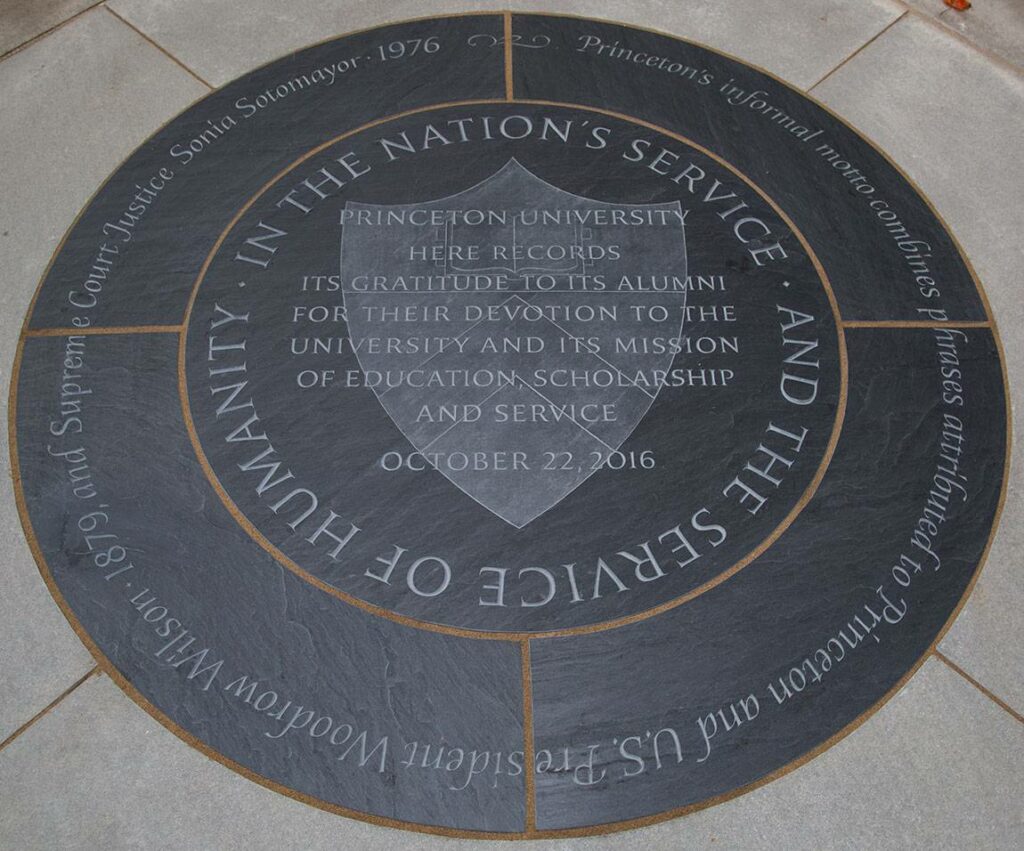 Princeton's informal motto combines phrases attributed to Princeton and U.S. President Woodrow Wilson · 1879, and Supreme Court Justice Sonia Sotomayor · 1976
IN THE NATION'S SERVICE · AND THE SERVICE OF HUMANITY ·
PRINCETON UNIVERSITY
HERE RECORDS
ITS GRATITUDE TO ITS ALUMNI
FOR THEIR DEVOTION TO THE
UNIVERSITY AND ITS MISSION
OF EDUCATION, SCHOLARSHIP
AND SERVICE
OCTOBER 22, 2016